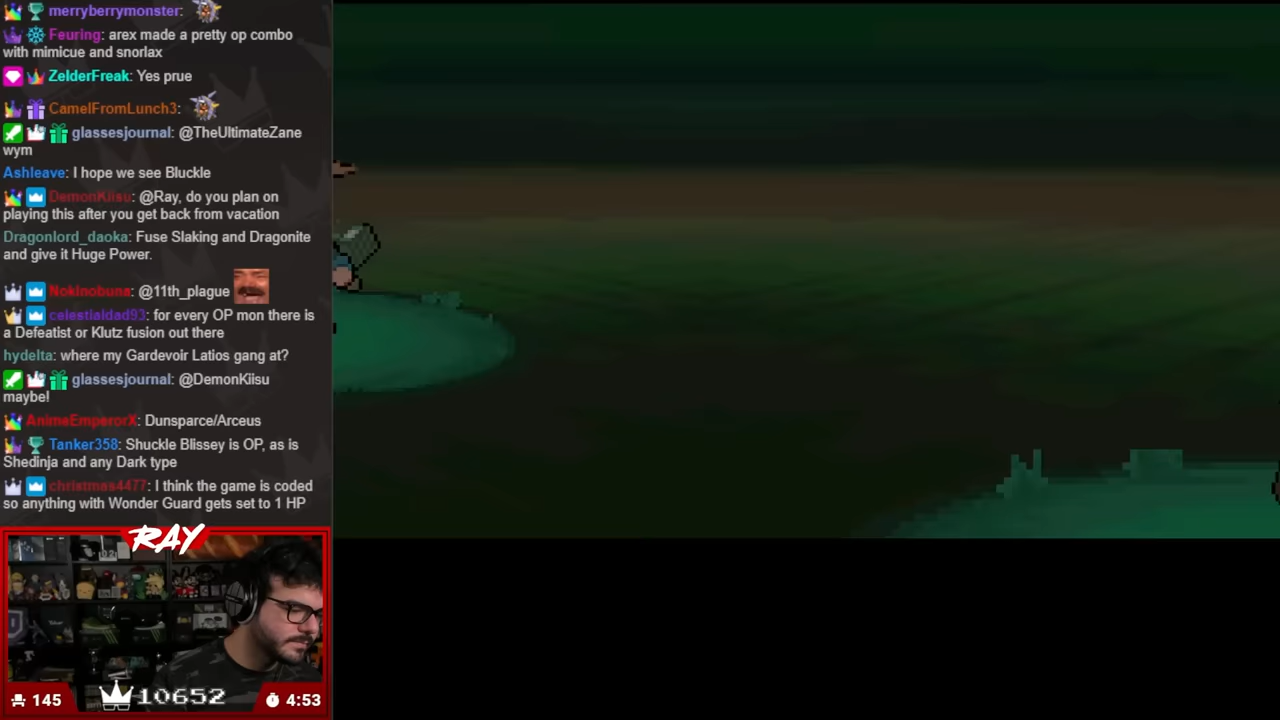 merryberrymonster:
Feuring: arex made a pretty op combo
with mimicue and snorlax
ZelderFreak: Yes prue
CamelFromLunch3:
glassesjournal: @TheUltimateZane
wym
Ashleave: I hope we see Bluckle
DemonKiisu: @Ray, do you plan on
playing this after you get back from vacation
Dragonlord_daoka: Fuse Slaking and Dragonite
and give it Huge Power.
Nok1nobuna: @11th_plague
celestialdad93: for every OP mon there is
a Defeatist or Klutz fusion out there
hydelta: where my Gardevoir Latios gang at?
glassesjournal: @DemonKiisu
maybe!
AnimeEmperorX: Dunsparce/Arceus
Tanker358: Shuckle Blissey is OP, as is
Shedinja and any Dark type
christmas4477: I think the game is coded
so anything with Wonder Guard gets set to 1 HP
RAY
145
10652
4:53